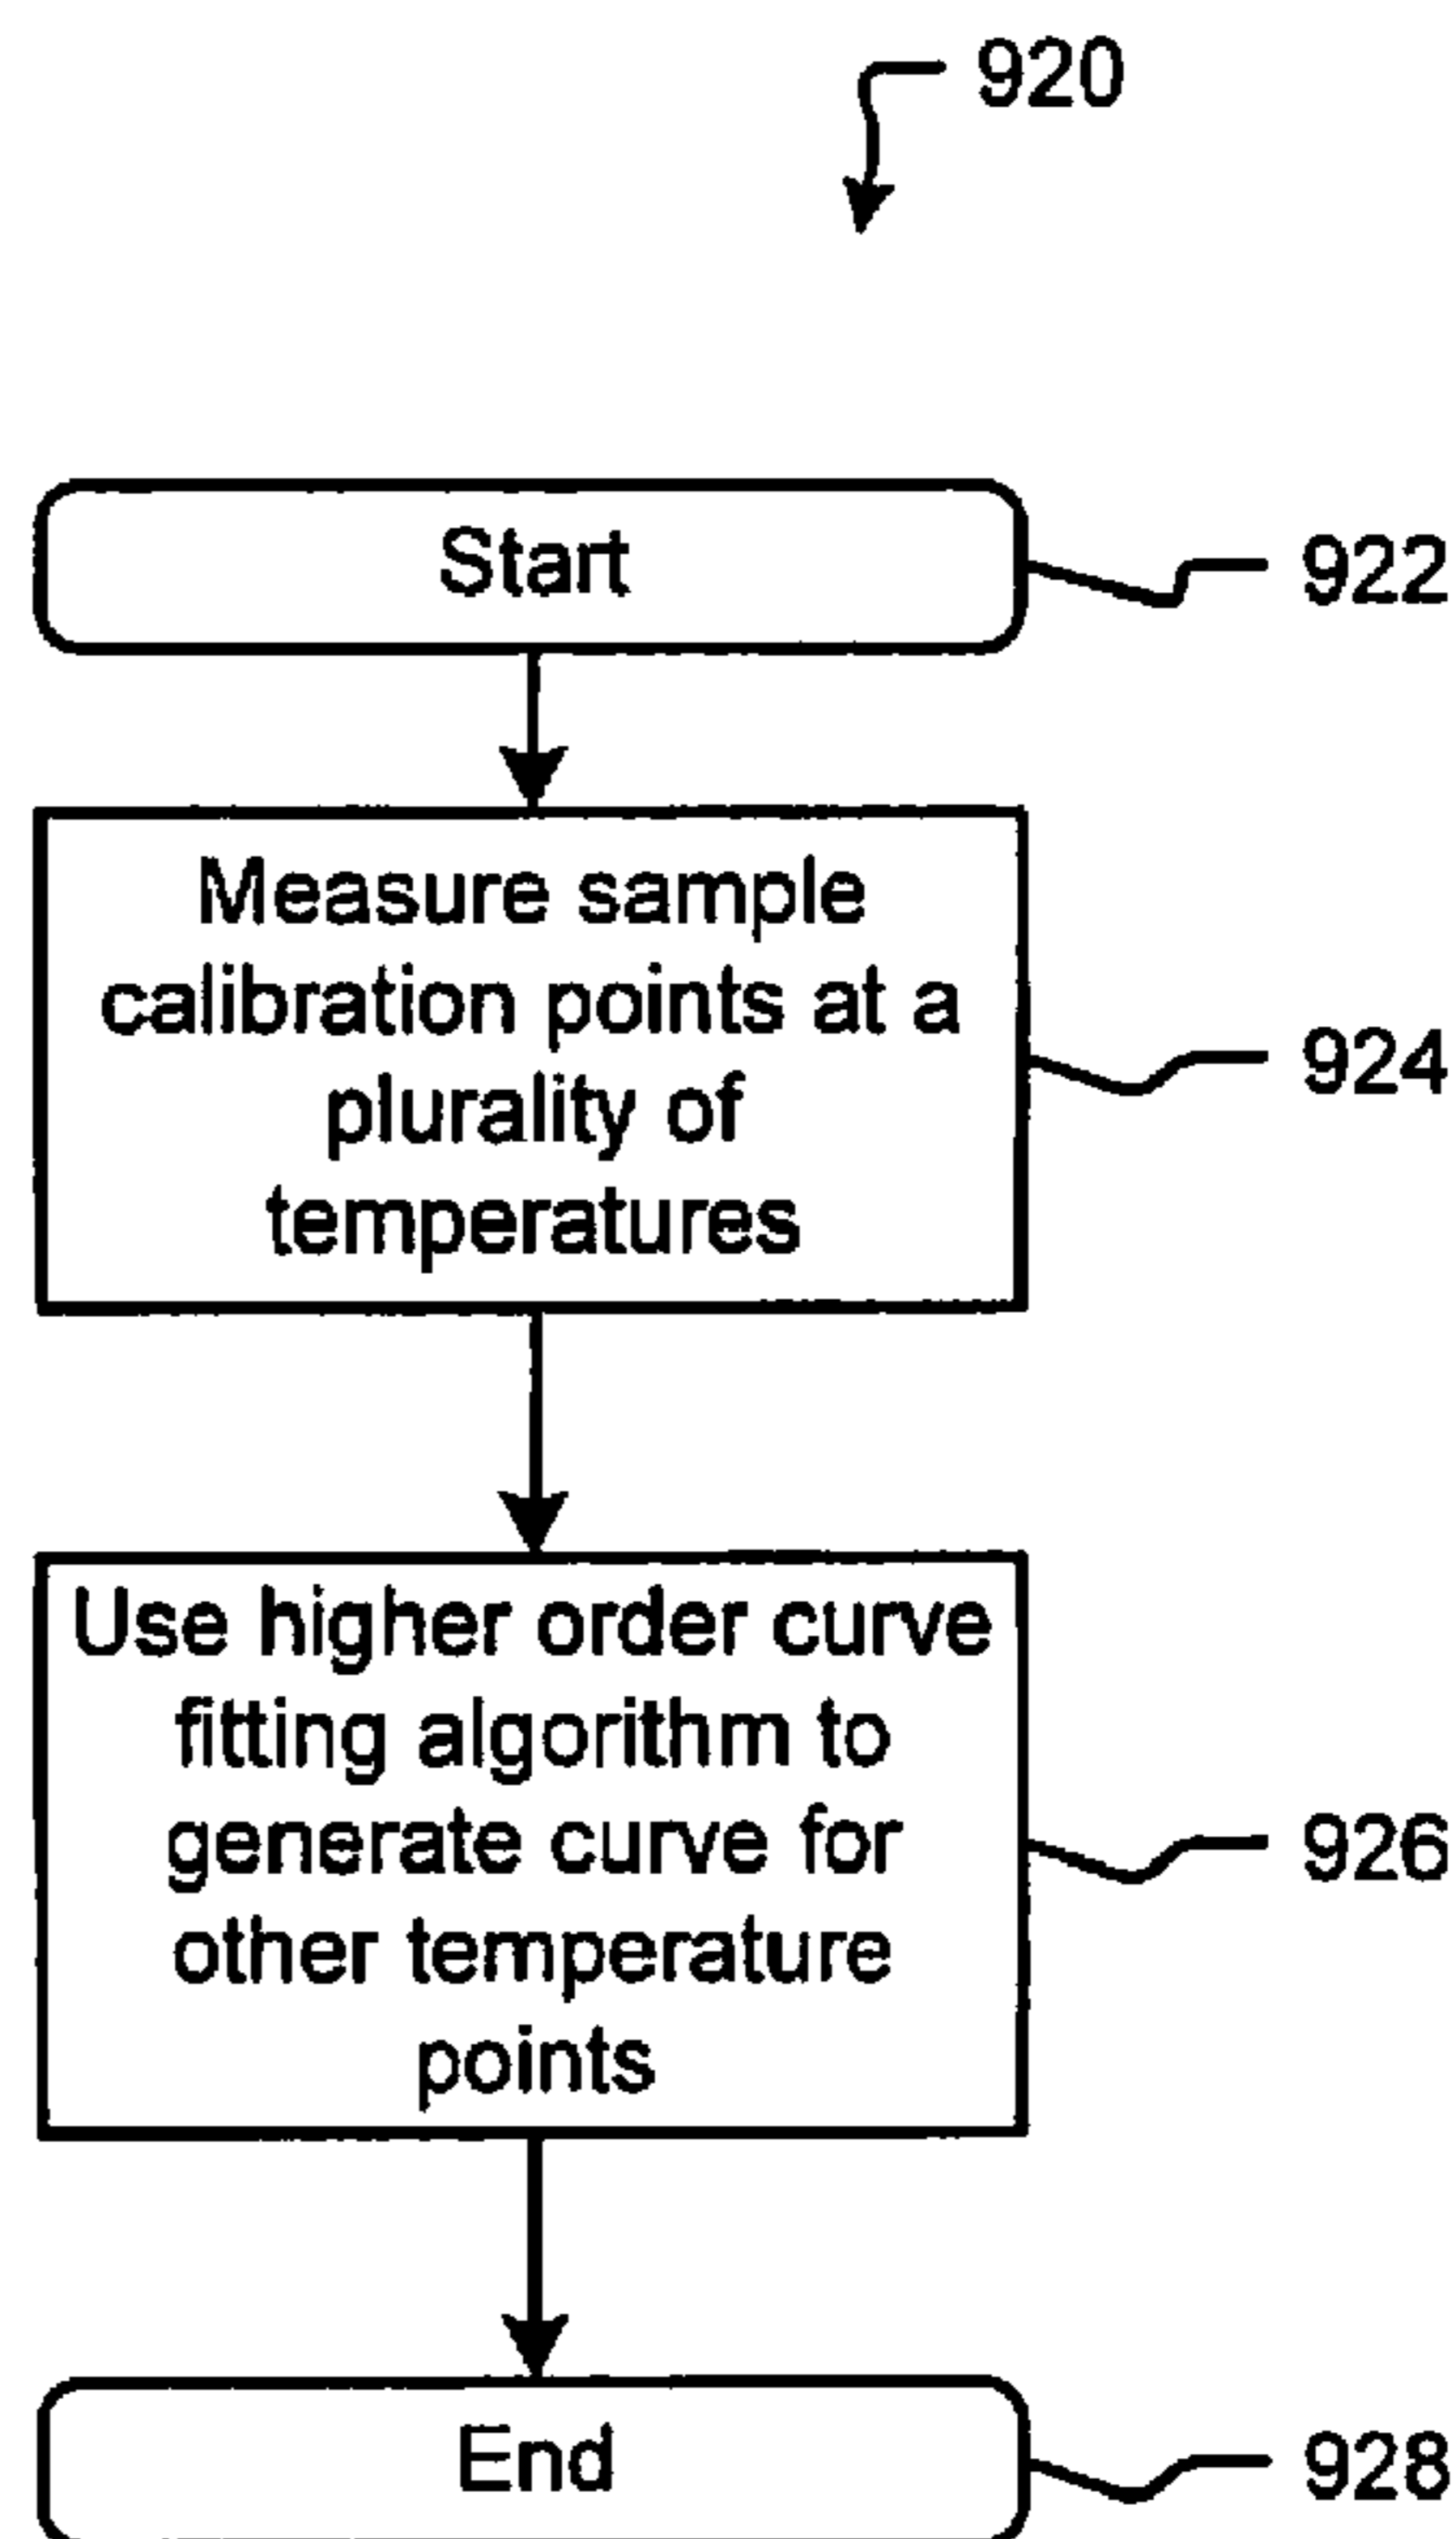 920
Start
922
Measure sample
calibration points at a
plurality of
temperatures
924
Use higher order curve
fitting algorithm to
generate curve for
other temperature
points
926
End
928